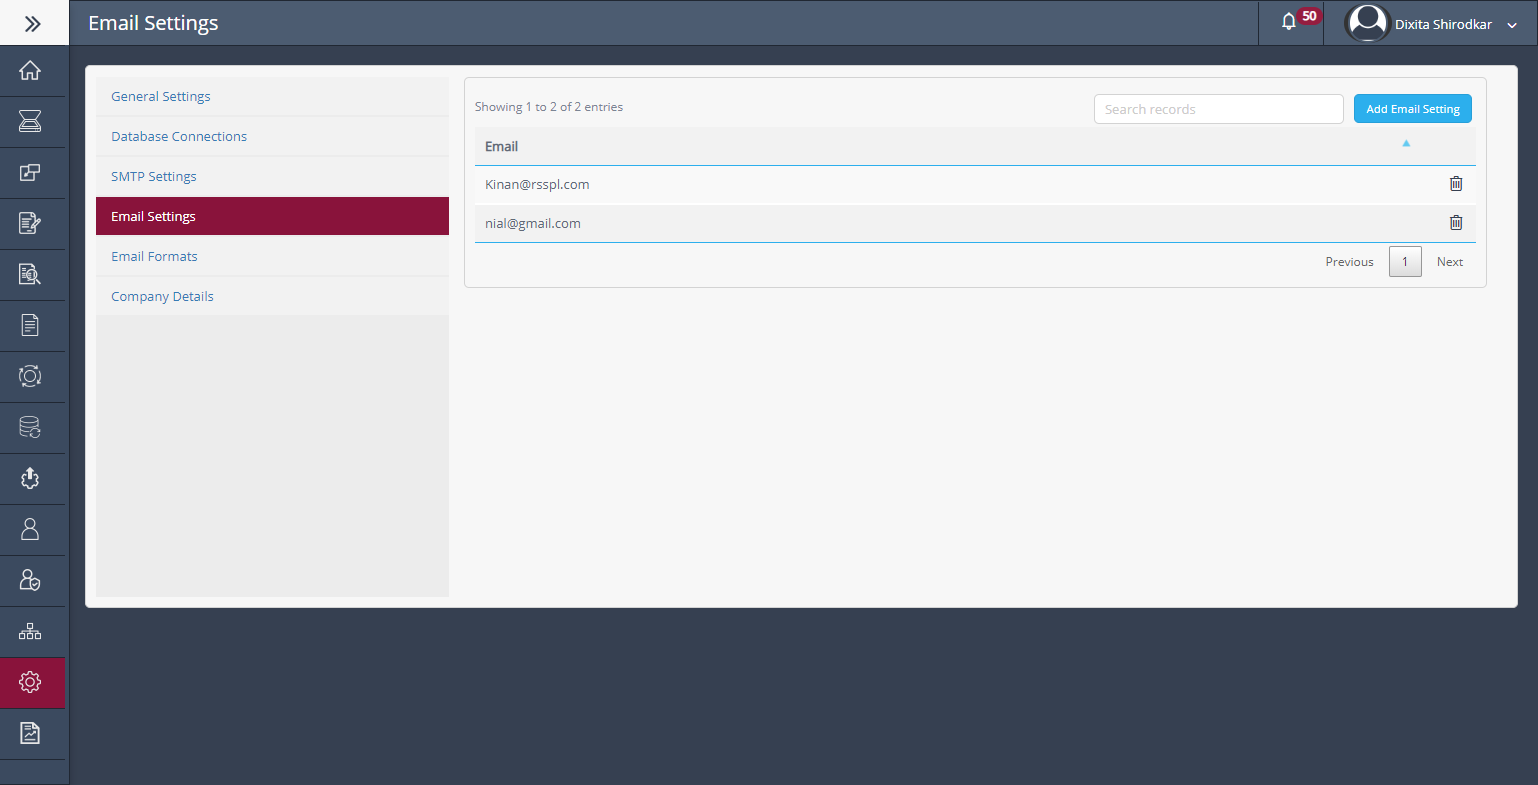 Email Settings
50
Dixita Shirodkar
General Settings
Database Connections
SMTP Settings
Email Settings
Email Formats
Company Details
Showing 1 to 2 of 2 entries
Search records
Add Email Setting
Email
Kinan@rsspl.com
nial@gmail.com
Previous 1 Next